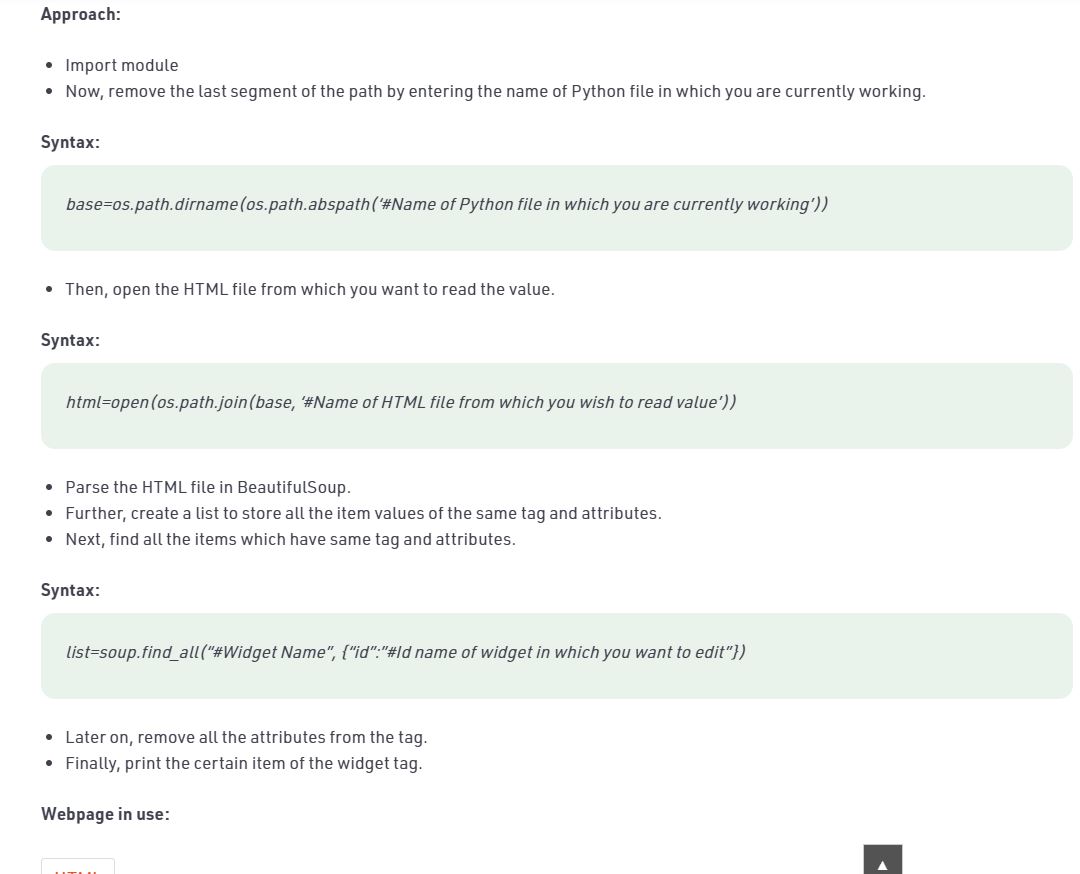 Approach:
Import module
Now, remove the last segment of the path by entering the name of Python file in which you are currently working.
Syntax:
base=os.path.dirname(os.path.abspath(‘#Name of Python file in which you are currently working’))
Then, open the HTML file from which you want to read the value.
Syntax:
html=open(os.path.join(base, ‘#Name of HTML file from which you wish to read value’))
Parse the HTML file in BeautifulSoup.
Further, create a list to store all the item values of the same tag and attributes.
Next, find all the items which have same tag and attributes.
Syntax:
list=soup.find_all(“#Widget Name”, {“id”:”#Id name of widget in which you want to edit”})
Later on, remove all the attributes from the tag.
Finally, print the certain item of the widget tag.
Webpage in use:
HTML